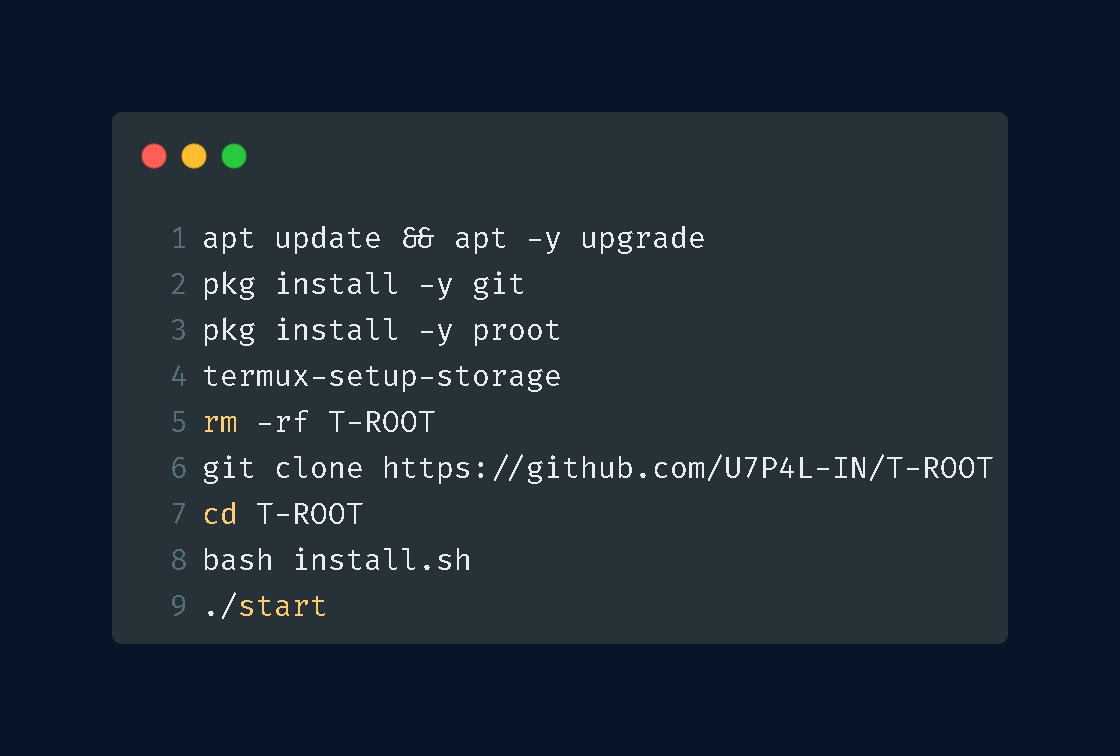 1 apt update && apt -y upgrade
2 pkg install -y git
3 pkg install -y proot
4 termux-setup-storage
5 rm -rf T-ROOT
6 git clone https://github.com/U7P4L-IN/T-ROOT
7 cd T-ROOT
8 bash install.sh
9 ./start